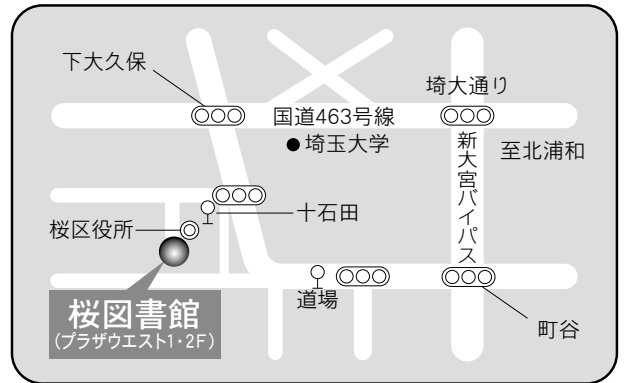 下大久保
埼大通り
国道463号線
埼玉大学
新大宮バイパス
至北浦和
十石田
桜区役所
道場
桜図書館
(プラザウエスト1・2F)
町谷